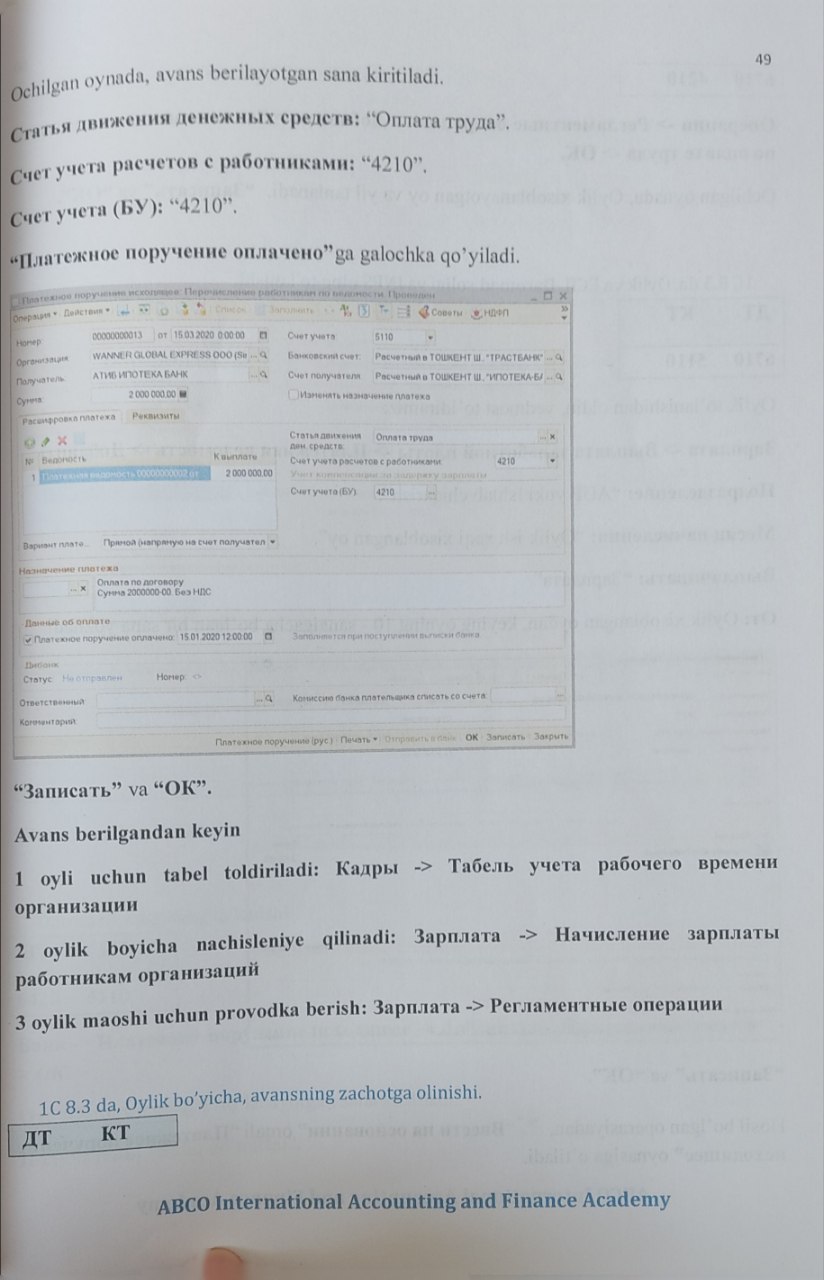 49
Ochilgan oynada, avans berilayotgan sana kiritiladi.
Статья движения денежных средств: “Оплата труда”.
Счет учета расчетов с работниками: “4210”.
Счет учета (БУ): “4210”.
“Платежное поручение оплачено” ga galochka qo’yiladi.
Платежное поручение исходящее: Перечисление работникам по ведомости. Проведен
Операция Действия Список Заполнить Советы НДФЛ
Номер: 00000000013 от 15.03.2020 0:00:00 Счет учета 5110
Организация WANNER GLOBAL EXPRESS ООО (Se... Банковский счет: Расчетный в ТОШКЕНТ Ш., "ТРАСТБАНК" ...
Получатель: АТИБ ИПОТЕКА БАНК ... Счет получателя Расчетный в ТОШКЕНТ Ш., "ИПОТЕКА-БА ...
Сумма: 2 000 000.00 Изменять назначение платежа
Расшифровка платежа Реквизиты
Статья движения ден. средств: Оплата труда ... ×
№ Ведомость К выплате Счет учета расчетов с работниками: 4210
1 Платежная ведомость 00000000002 от ... 2 000 000.00
Счет учета (БУ): 4210 ...
Вариант плате... Прямой (напрямую на счет получател
Назначение платежа
... × Оплата по договору
Сумма 2000000-00. Без НДС
Данные об оплате
✓ Платежное поручение оплачено: 15.01.2020 12:00:00 Заполняется при поступлении выписки банка
Дибанк
Статус Не отправлен Номер: <>
Ответственный: ... Комиссию банка плательщика списать со счета: ...
Комментарий:
Платежное поручение (рус.) Печать Отправить в банк ОК Записать Закрыть
“Записать” va “ОК”.
Avans berilgandan keyin
1 oyli uchun tabel toldiriladi: Кадры -> Табель учета рабочего времени
организации
2 oylik boyicha nachisleniye qilinadi: Зарплата -> Начисление зарплаты
работникам организаций
3 oylik maoshi uchun provodka berish: Зарплата -> Регламентные операции
1C 8.3 da, Oylik bo’yicha, avansning zachotga olinishi.
ДТ КТ
ABCO International Accounting and Finance Academy